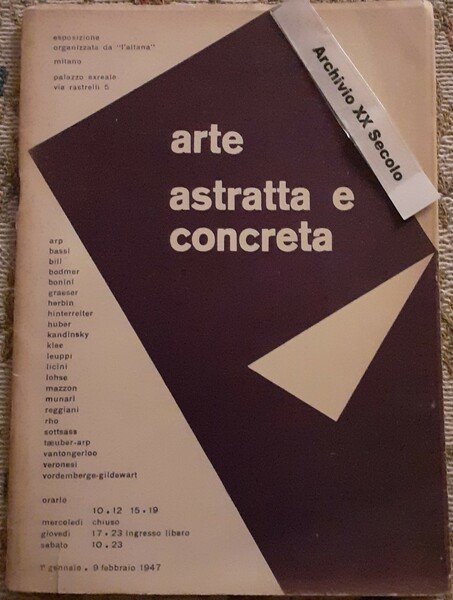 esposizione
organizzata da "l'altana"
milano
palazzo exreale
via rastrelli 5
Archivio XX Secolo
arte
astratta e
concreta
arp
bassi
bill
bodmer
bonini
graeser
herbin
hinterreiter
huber
kandinsky
klee
leuppi
licini
lohse
mazzon
munari
reggiani
rho
sottsass
tæuber-arp
vantongerloo
veronesi
vordemberge-gildewart
orario
10.12 15.19
mercoledi chiuso
giovedi 17.23 ingresso libero
sabato 10.23
1° gennaio . 9 febbraio 1947